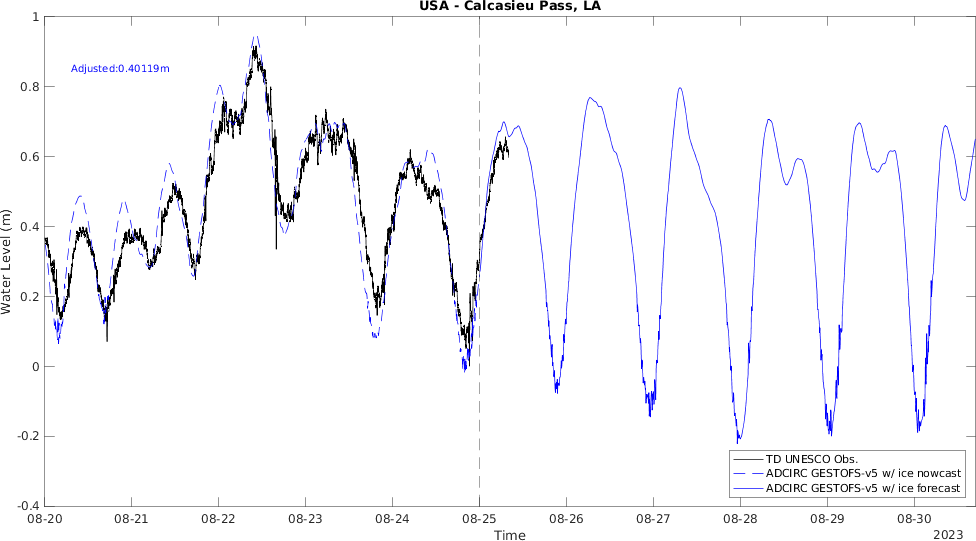 USA - Calcasieu Pass, LA
Adjusted:0.40119m
Water Level (m)
1
0.8
0.6
0.4
0.2
0
-0.2
-0.4
TD UNESCO Obs.
ADCIRC GESTOFS-v5 w/ ice nowcast
ADCIRC GESTOFS-v5 w/ ice forecast
08-20 08-21 08-22 08-23 08-24 08-25 08-26 08-27 08-28 08-29 08-30
Time
2023